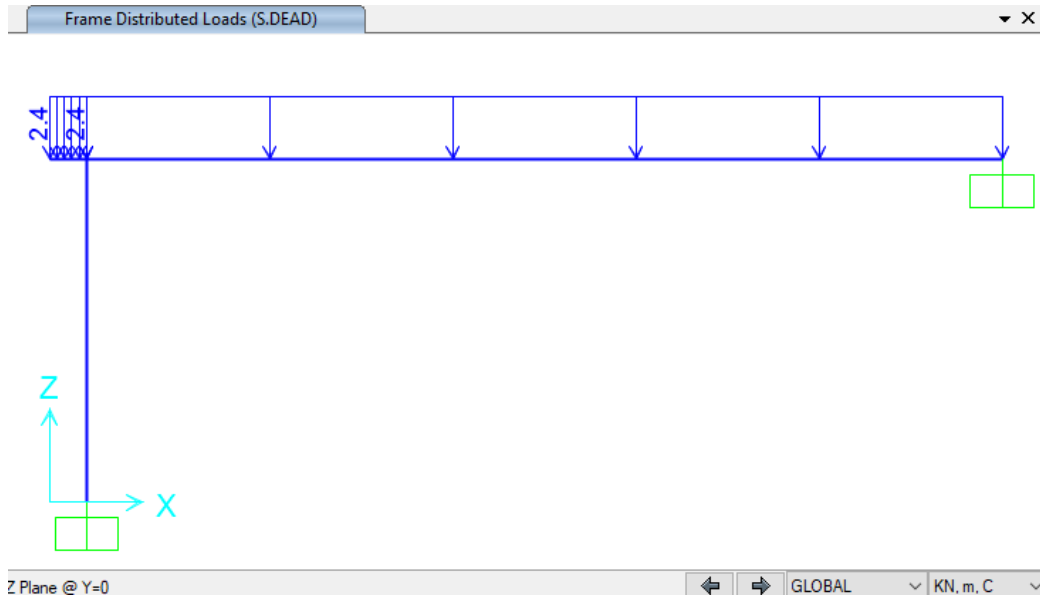 Frame Distributed Loads (S.DEAD)
2.4
2.4
Z
X
Z Plane @ Y=0
GLOBAL
KN, m, C